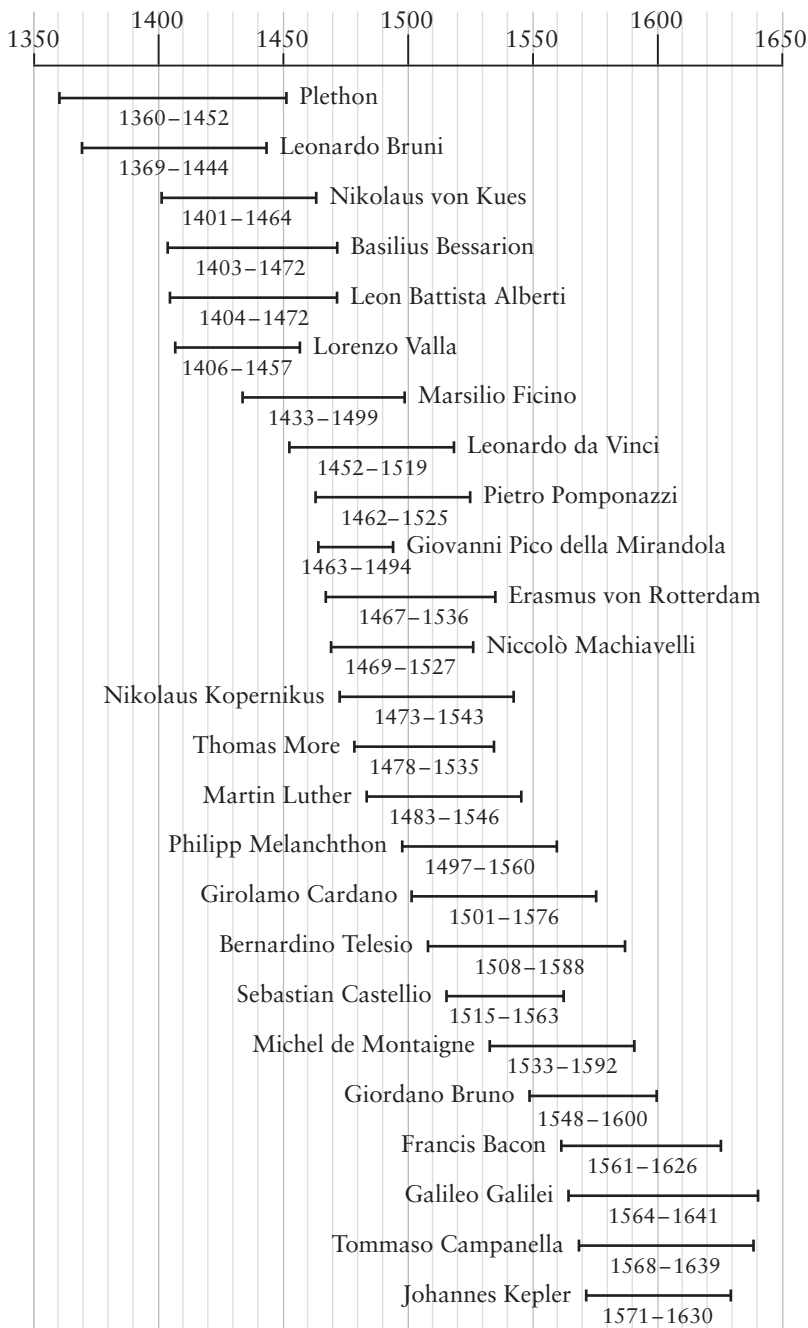 1400 1500 1600
1350 1450 1550 1650
Plethon
1360–1452
Leonardo Bruni
1369–1444
Nikolaus von Kues
1401–1464
Basilius Bessarion
1403–1472
Leon Battista Alberti
1404–1472
Lorenzo Valla
1406–1457
Marsilio Ficino
1433–1499
Leonardo da Vinci
1452–1519
Pietro Pomponazzi
1462–1525
Giovanni Pico della Mirandola
1463–1494
Erasmus von Rotterdam
1467–1536
Niccolò Machiavelli
1469–1527
Nikolaus Kopernikus
1473–1543
Thomas More
1478–1535
Martin Luther
1483–1546
Philipp Melanchthon
1497–1560
Girolamo Cardano
1501–1576
Bernardino Telesio
1508–1588
Sebastian Castellio
1515–1563
Michel de Montaigne
1533–1592
Giordano Bruno
1548–1600
Francis Bacon
1561–1626
Galileo Galilei
1564–1641
Tommaso Campanella
1568–1639
Johannes Kepler
1571–1630